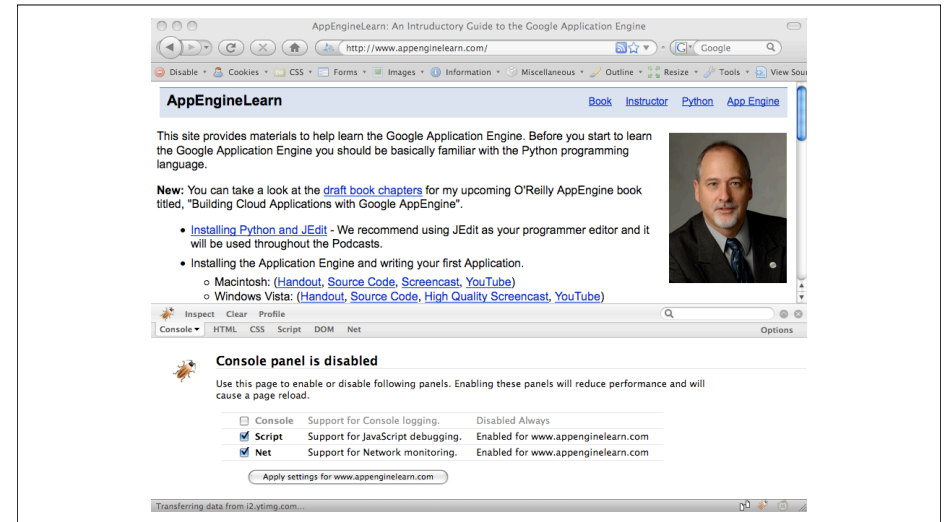 AppEngineLearn: An Intruductory Guide to the Google Application Engine
http://www.appenginelearn.com/
G Google
Disable Cookies CSS Forms Images Information Miscellaneous Outline Resize Tools View Sour
AppEngineLearn Book Instructor Python App Engine
This site provides materials to help learn the Google Application Engine. Before you start to learn
the Google Application Engine you should be basically familiar with the Python programming
language.
New: You can take a look at the draft book chapters for my upcoming O'Reilly AppEngine book
titled, "Building Cloud Applications with Google AppEngine".
• Installing Python and JEdit - We recommend using JEdit as your programmer editor and it
will be used throughout the Podcasts.
• Installing the Application Engine and writing your first Application.
○ Macintosh: (Handout, Source Code, Screencast, YouTube)
○ Windows Vista: (Handout, Source Code, High Quality Screencast, YouTube)
Inspect Clear Profile
Console HTML CSS Script DOM Net Options
Console panel is disabled
Use this page to enable or disable following panels. Enabling these panels will reduce performance and will
cause a page reload.
Console Support for Console logging. Disabled Always
Script Support for JavaScript debugging. Enabled for www.appenginelearn.com
Net Support for Network monitoring. Enabled for www.appenginelearn.com
Apply settings for www.appenginelearn.com
Transferring data from i2.ytimg.com...